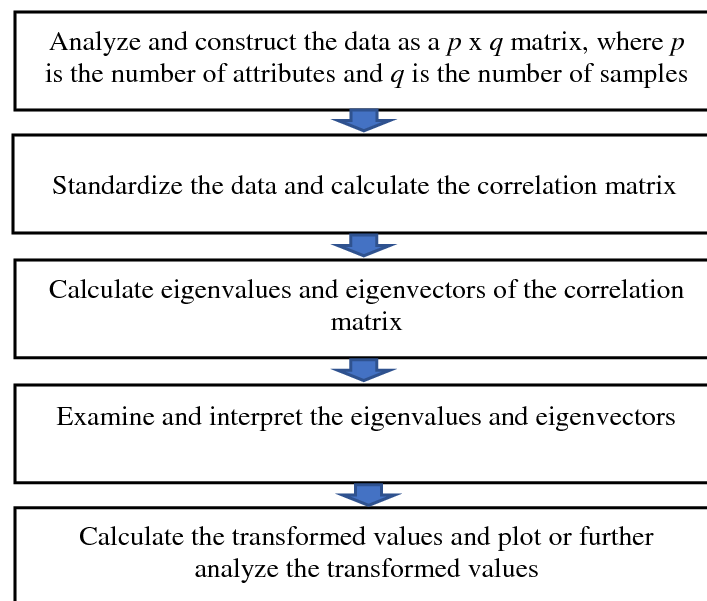 Analyze and construct the data as a p x q matrix, where p
is the number of attributes and q is the number of samples
Standardize the data and calculate the correlation matrix
Calculate eigenvalues and eigenvectors of the correlation
matrix
Examine and interpret the eigenvalues and eigenvectors
Calculate the transformed values and plot or further
analyze the transformed values